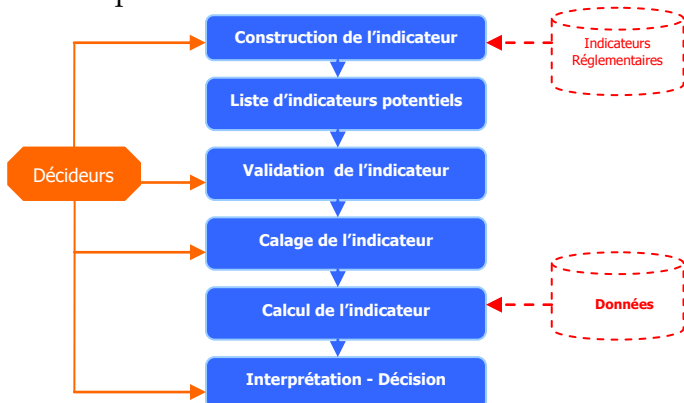 Construction de l'indicateur
Indicateurs
Réglementaires
Liste d'indicateurs potentiels
Décideurs
Validation de l'indicateur
Calage de l'indicateur
Calcul de l'indicateur
Données
Interprétation - Décision